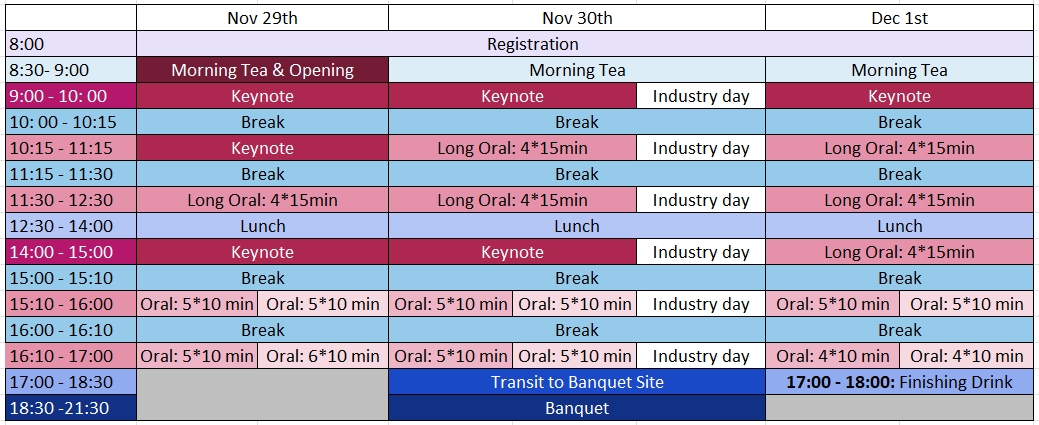 Nov 29th Nov 30th Dec 1st
8:00 Registration
8:30- 9:00 Morning Tea & Opening Morning Tea Morning Tea
9:00 - 10: 00 Keynote Keynote Industry day Keynote
10: 00 - 10:15 Break Break Break
10:15 - 11:15 Keynote Long Oral: 4*15min Industry day Long Oral: 4*15min
11:15 - 11:30 Break Break Break
11:30 - 12:30 Long Oral: 4*15min Long Oral: 4*15min Industry day Long Oral: 4*15min
12:30 - 14:00 Lunch Lunch Lunch
14:00 - 15:00 Keynote Keynote Industry day Long Oral: 4*15min
15:00 - 15:10 Break Break Break
15:10 - 16:00 Oral: 5*10 min Oral: 5*10 min Oral: 5*10 min Oral: 5*10 min Industry day Oral: 5*10 min Oral: 5*10 min
16:00 - 16:10 Break Break Break
16:10 - 17:00 Oral: 5*10 min Oral: 6*10 min Oral: 5*10 min Oral: 5*10 min Industry day Oral: 4*10 min Oral: 4*10 min
17:00 - 18:30 Transit to Banquet Site 17:00 - 18:00: Finishing Drink
18:30 -21:30 Banquet